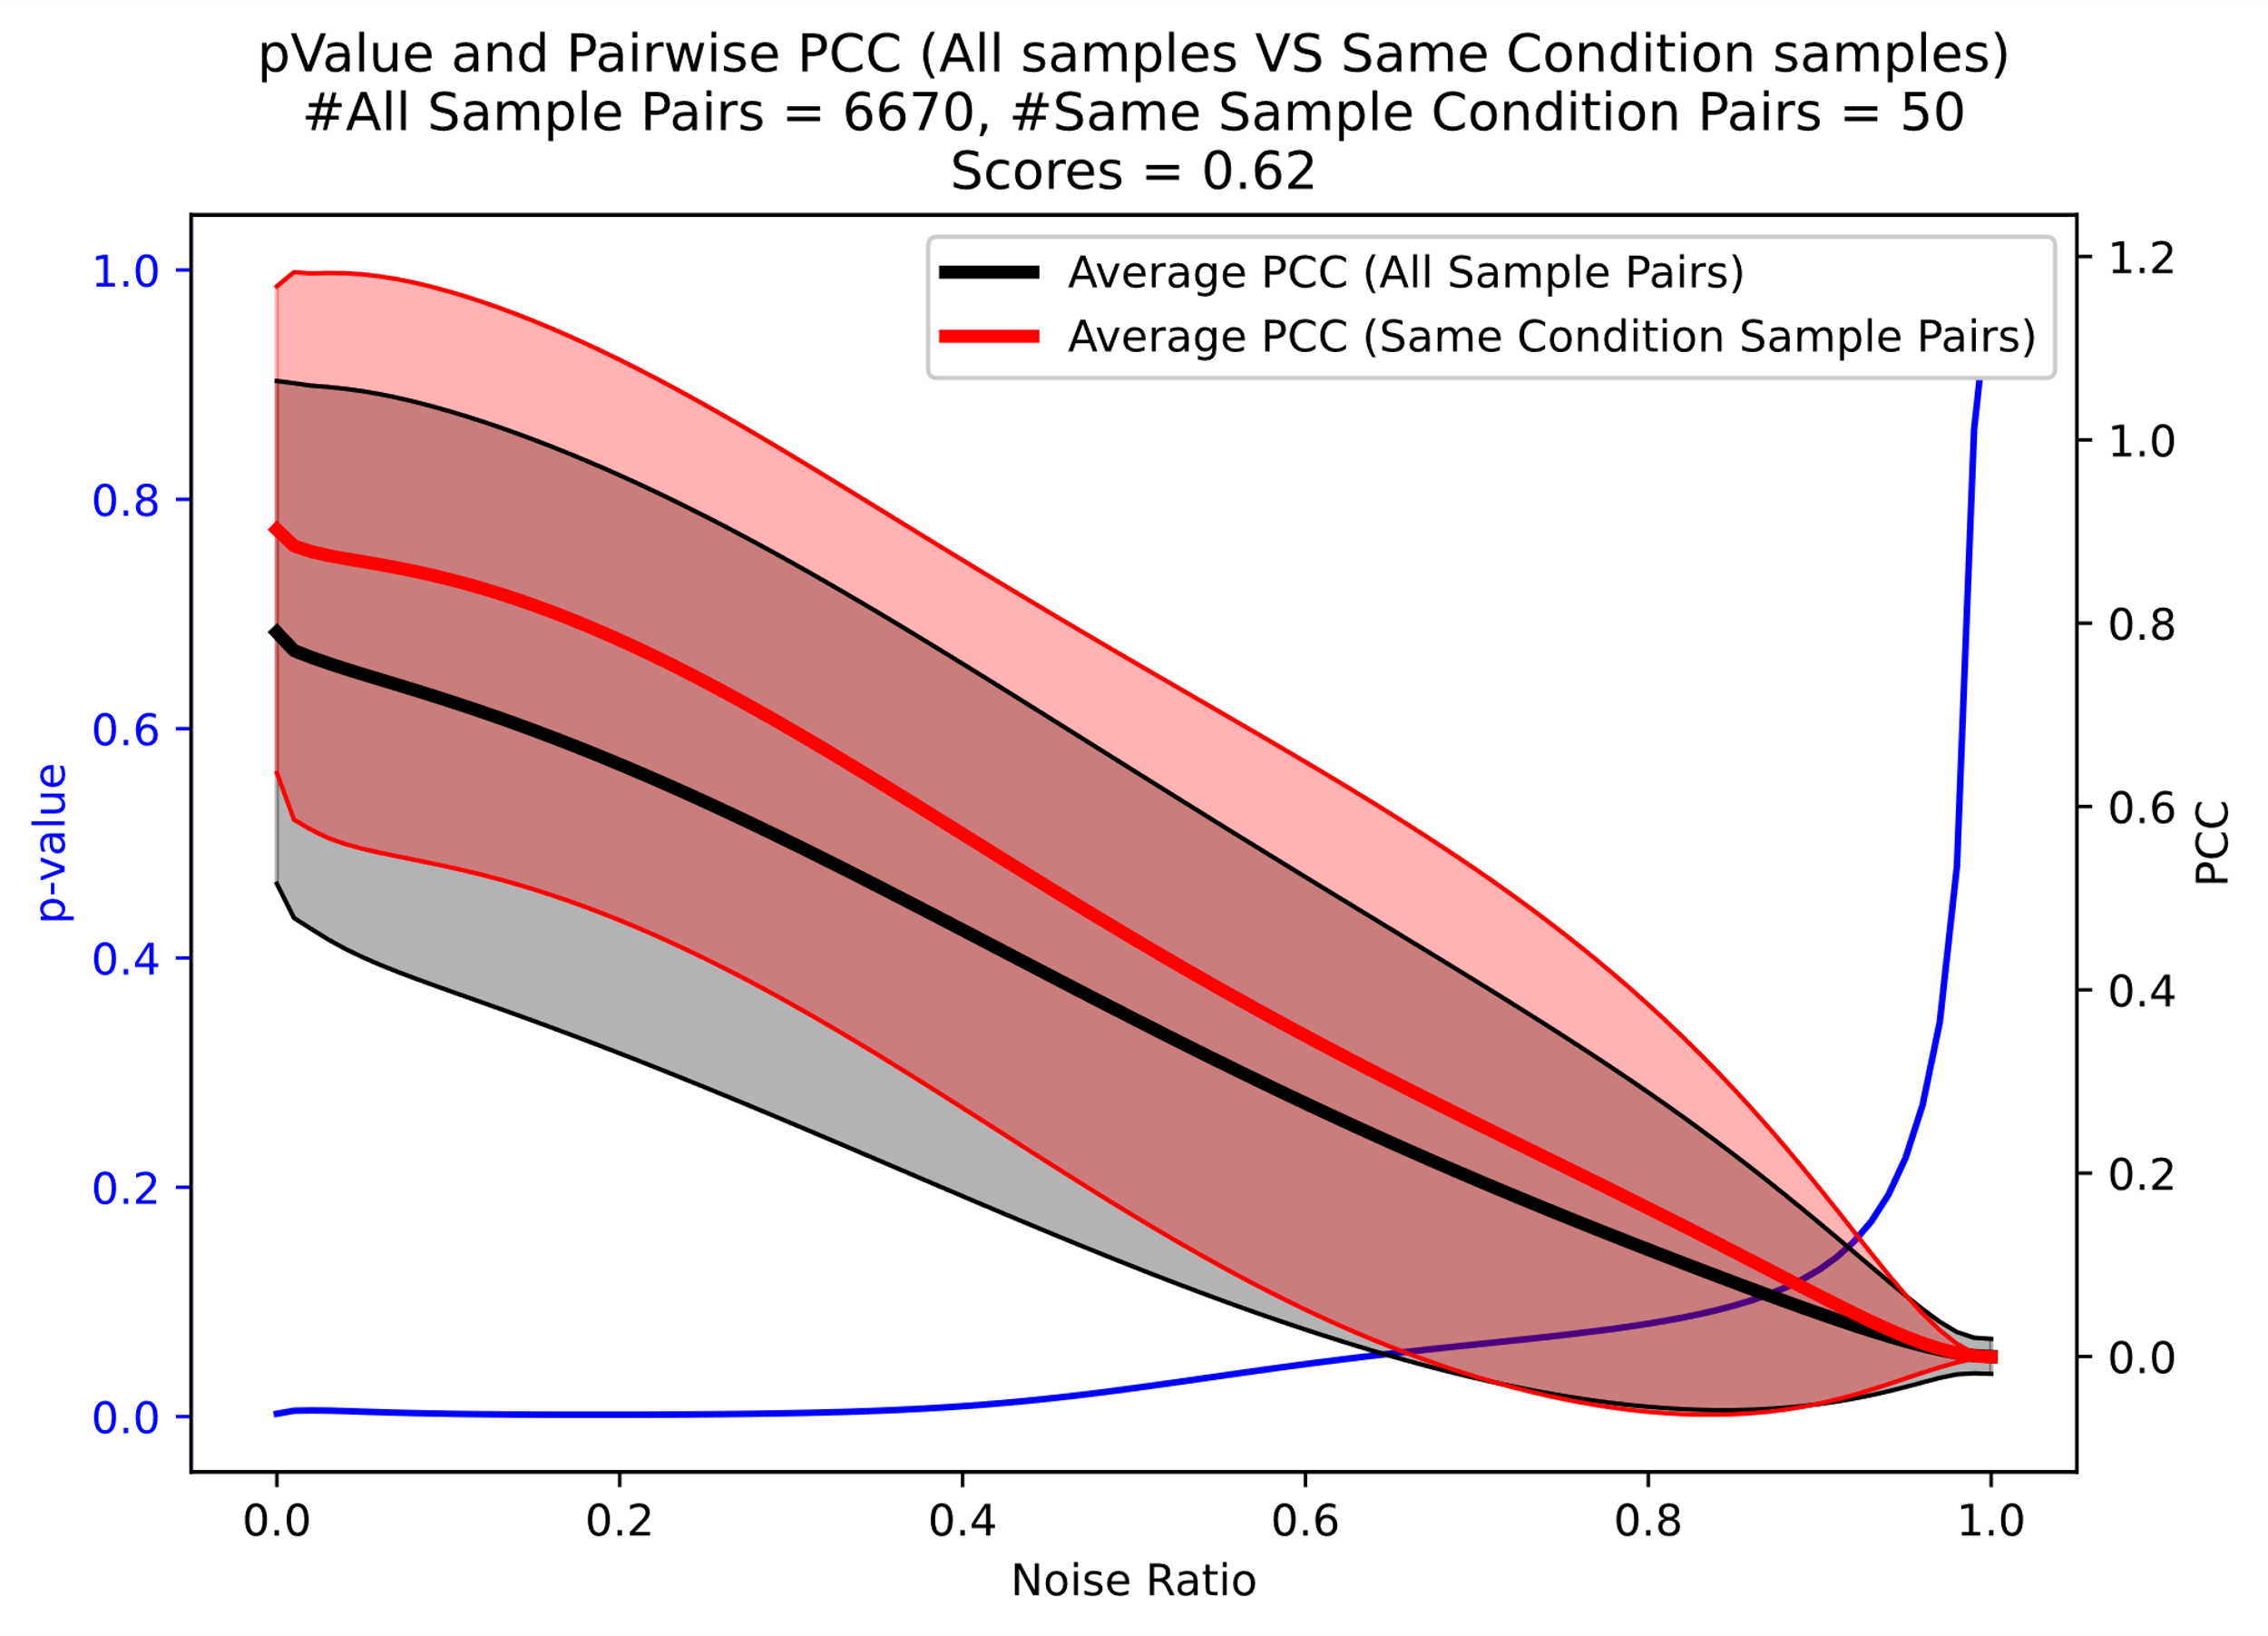 pValue and Pairwise PCC (All samples VS Same Condition samples)
#All Sample Pairs = 6670, #Same Sample Condition Pairs = 50
Scores = 0.62
Average PCC (All Sample Pairs)
Average PCC (Same Condition Sample Pairs)
p-value
1.0
0.8
0.6
0.4
0.2
0.0
PCC
1.2
1.0
0.8
0.6
0.4
0.2
0.0
0.0 0.2 0.4 0.6 0.8 1.0
Noise Ratio